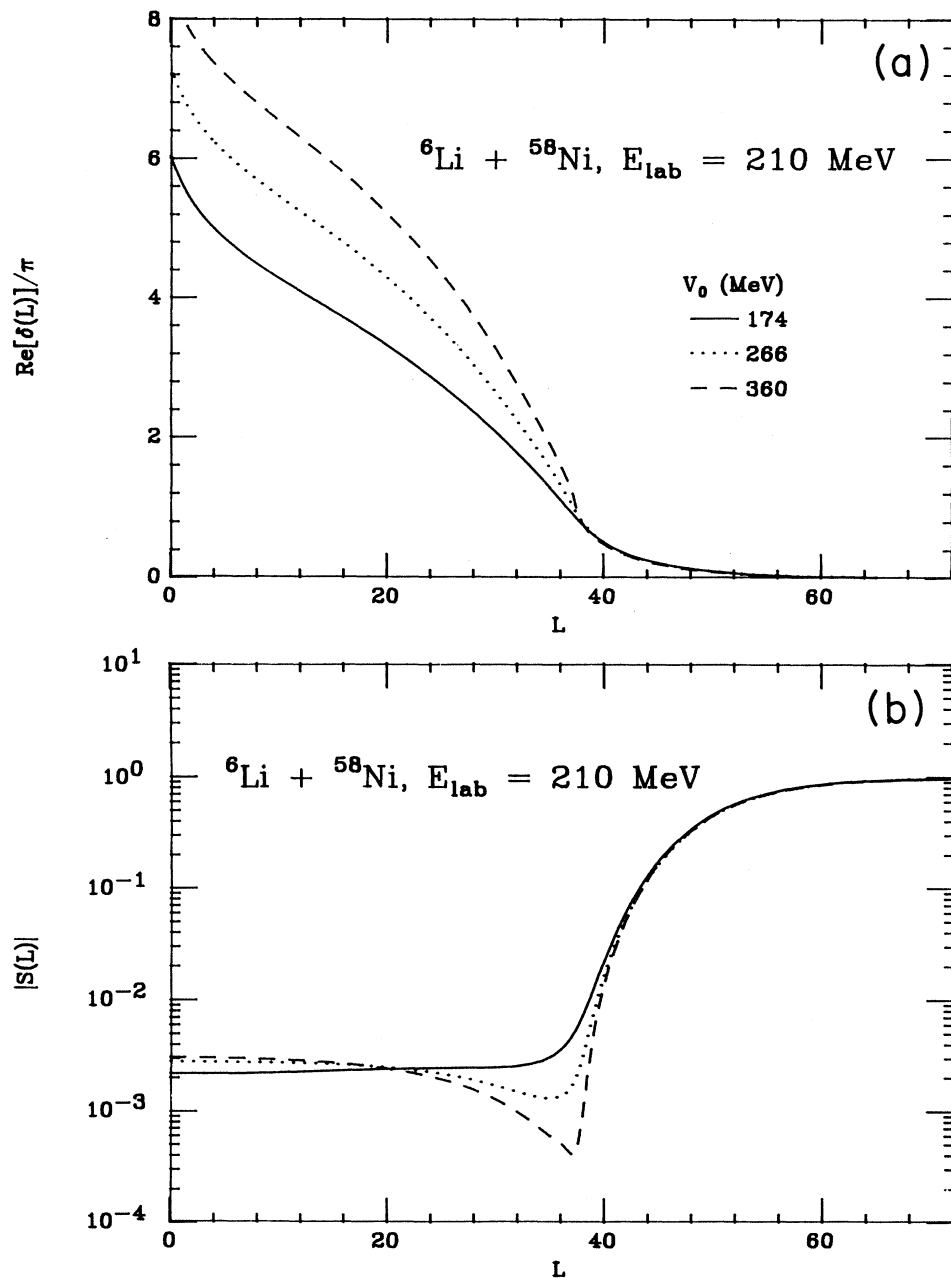 8
6
4
2
0
Re[δ(L)]/π
(a)
⁶Li + ⁵⁸Ni, E_lab = 210 MeV
V₀ (MeV)
174
266
360
0
20
40
60
L
10¹
10⁰
10⁻¹
10⁻²
10⁻³
10⁻⁴
|S(L)|
(b)
⁶Li + ⁵⁸Ni, E_lab = 210 MeV
0
20
40
60
L